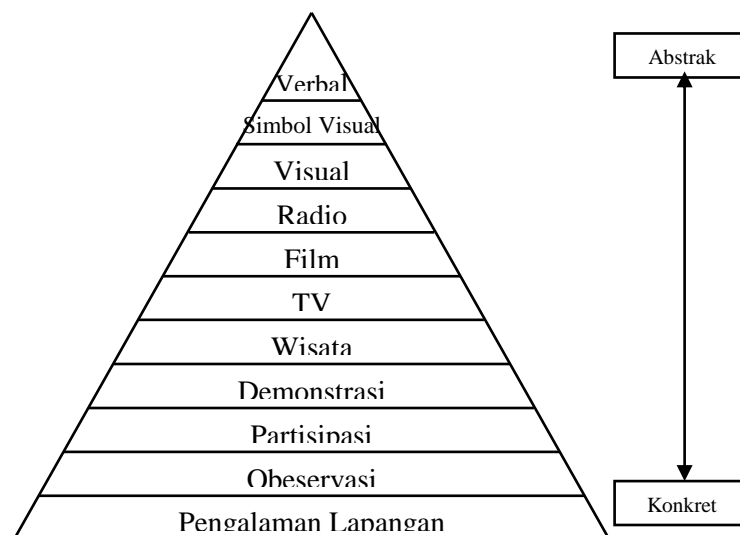 Abstrak
Verbal
Simbol Visual
Visual
Radio
Film
TV
Wisata
Demonstrasi
Partisipasi
Obeservasi
Konkret
Pengalaman Lapangan